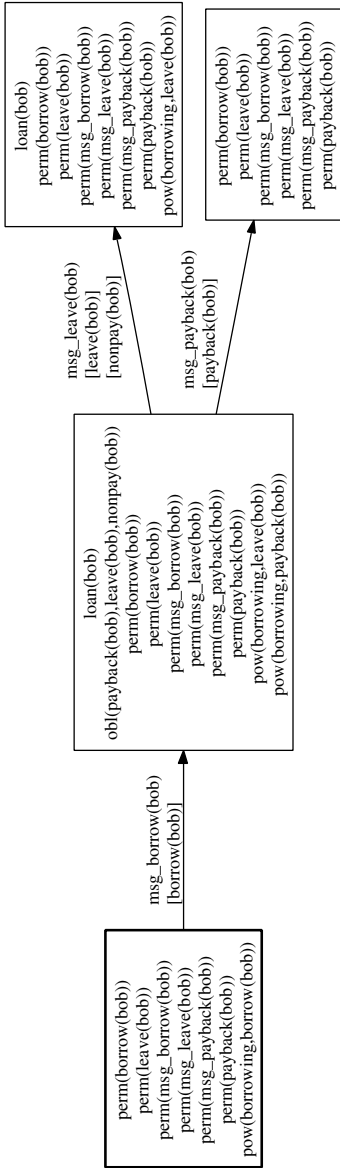 perm(borrow(bob))
perm(leave(bob))
perm(msg_borrow(bob))
perm(msg_leave(bob))
perm(msg_payback(bob))
perm(payback(bob))
pow(borrowing,borrow(bob))
msg_borrow(bob)
[borrow(bob)]
loan(bob)
obl(payback(bob),leave(bob),nonpay(bob))
perm(borrow(bob))
perm(leave(bob))
perm(msg_borrow(bob))
perm(msg_leave(bob))
perm(msg_payback(bob))
perm(payback(bob))
pow(borrowing,leave(bob))
pow(borrowing,payback(bob))
msg_leave(bob)
[leave(bob)]
[nonpay(bob)]
msg_payback(bob)
[payback(bob)]
loan(bob)
perm(borrow(bob))
perm(leave(bob))
perm(msg_borrow(bob))
perm(msg_leave(bob))
perm(msg_payback(bob))
perm(payback(bob))
pow(borrowing,leave(bob))
perm(borrow(bob))
perm(leave(bob))
perm(msg_borrow(bob))
perm(msg_leave(bob))
perm(msg_payback(bob))
perm(payback(bob))